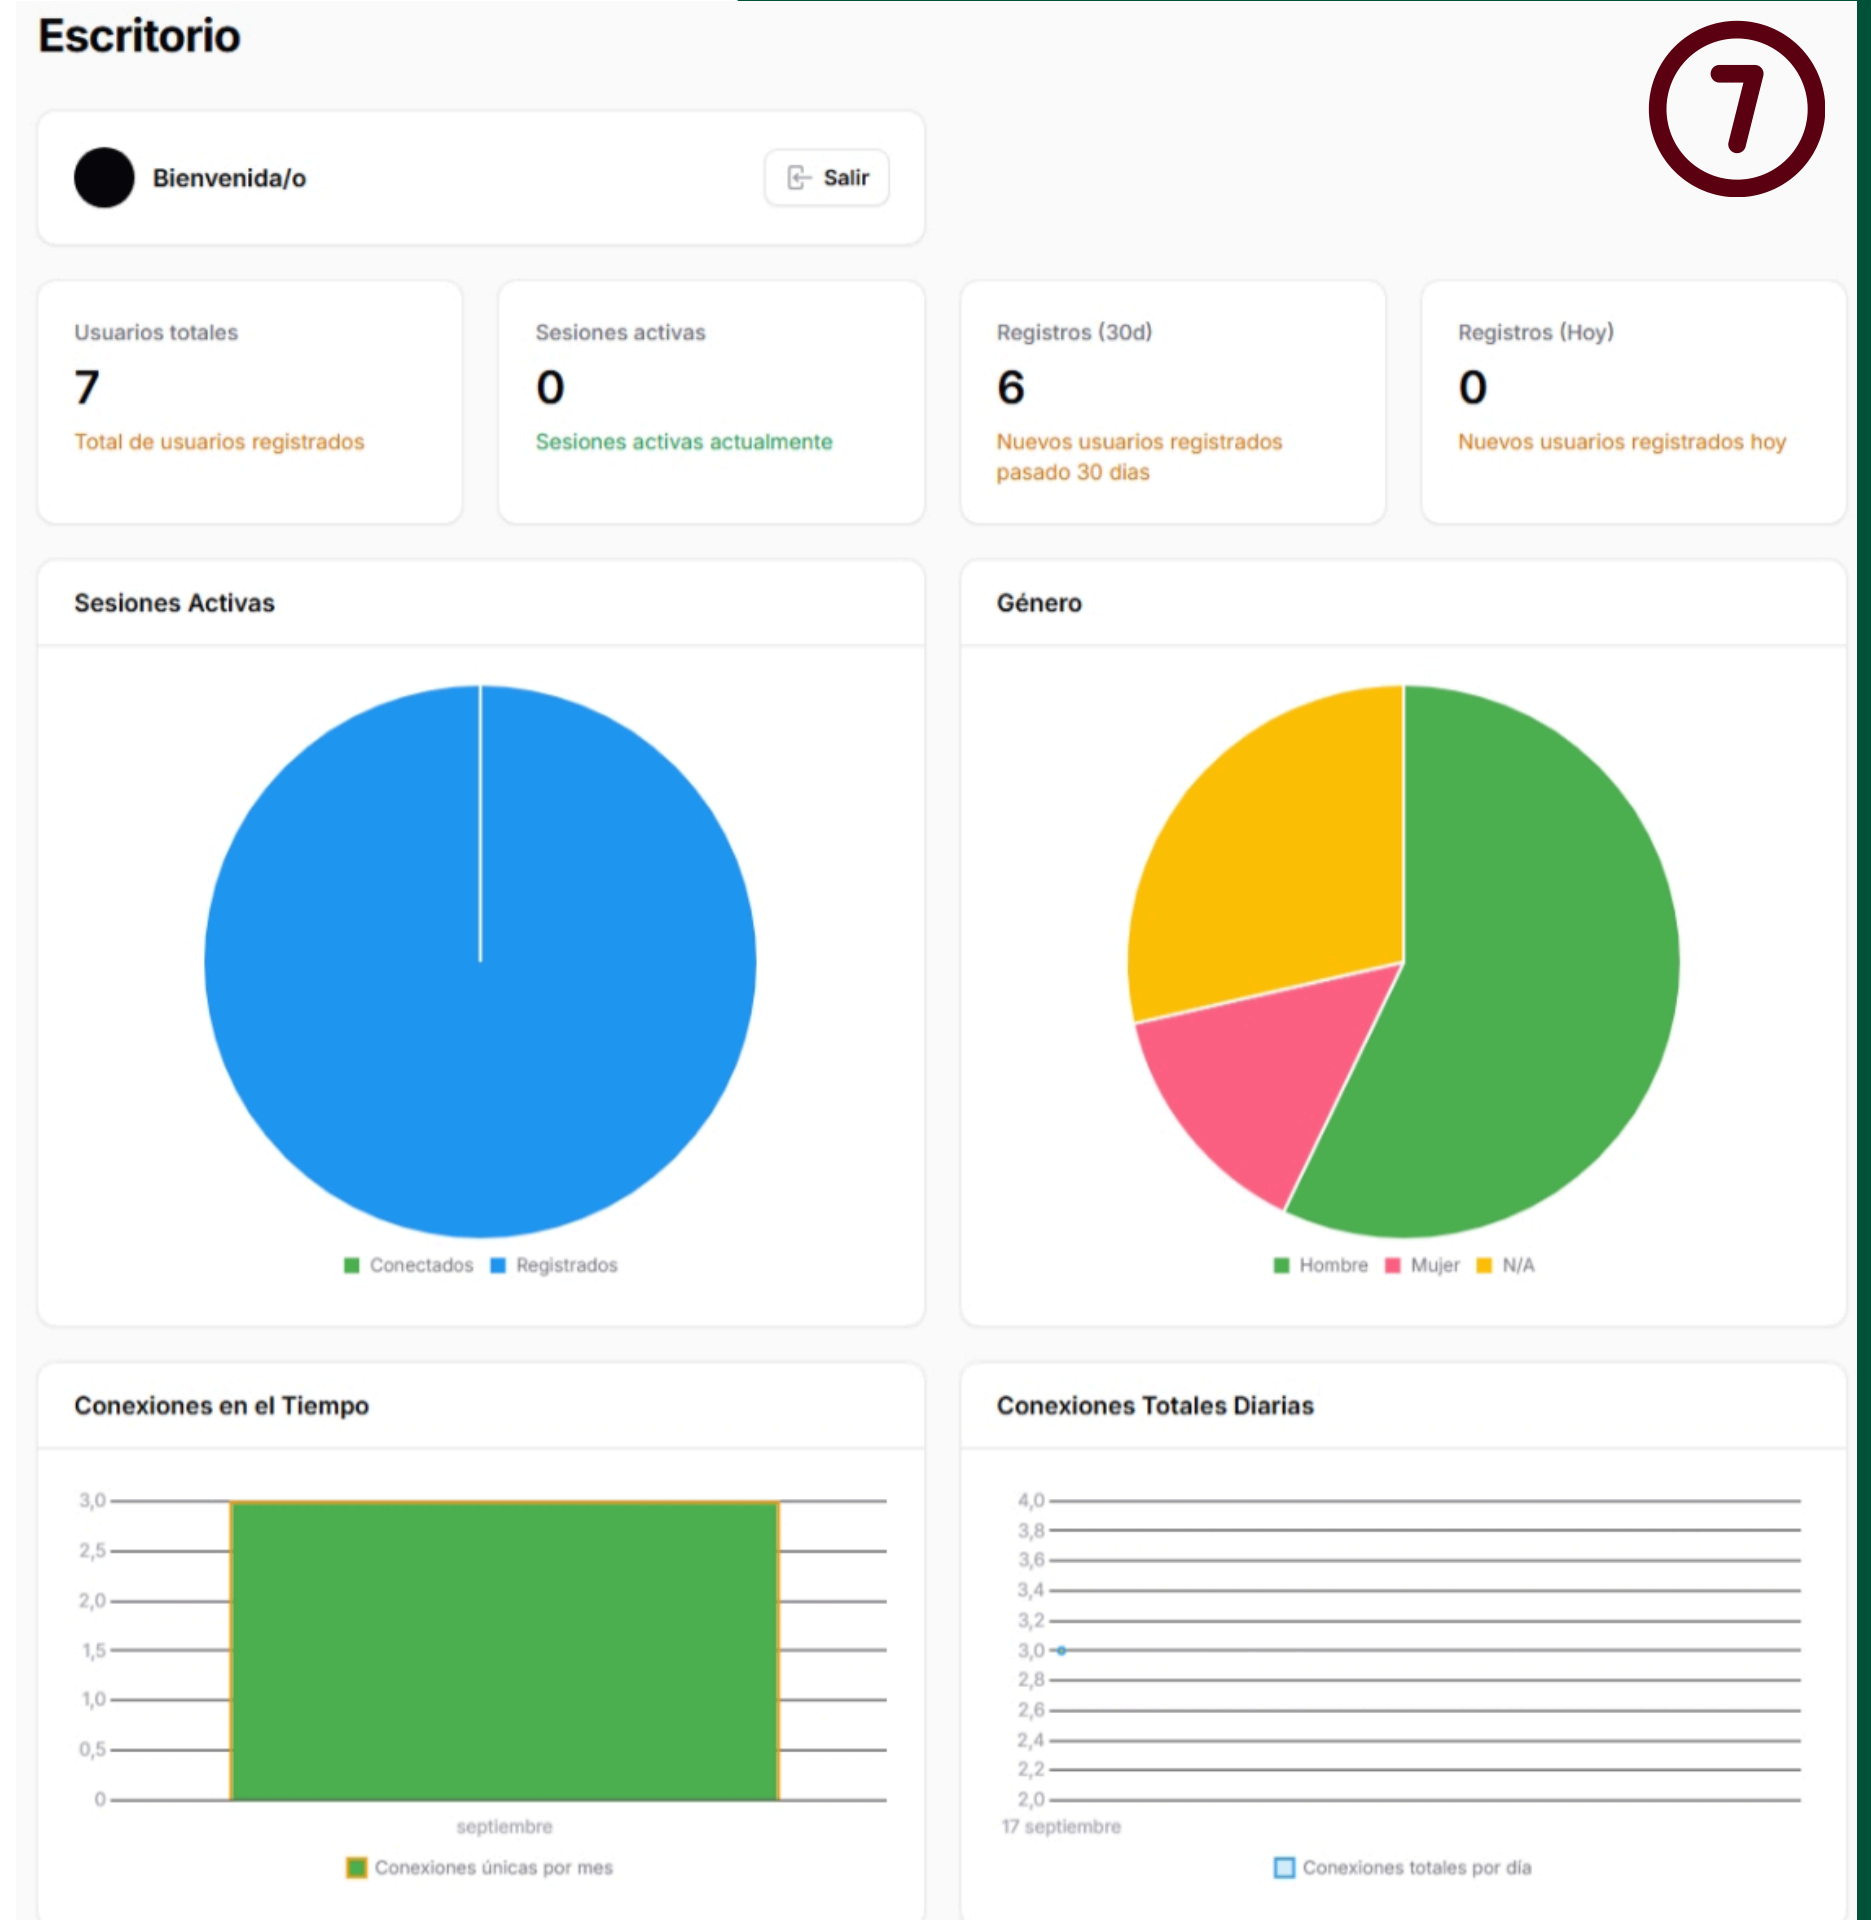 Escritorio
7
Bienvenida/o
Salir
Usuarios totales
7
Total de usuarios registrados
Sesiones activas
0
Sesiones activas actualmente
Registros (30d)
6
Nuevos usuarios registrados
pasado 30 dias
Registros (Hoy)
0
Nuevos usuarios registrados hoy
Sesiones Activas
Conectados Registrados
Género
Hombre Mujer N/A
Conexiones en el Tiempo
3,0
2,5
2,0
1,5
1,0
0,5
0
septiembre
Conexiones únicas por mes
Conexiones Totales Diarias
4,0
3,8
3,6
3,4
3,2
3,0
2,8
2,6
2,4
2,2
2,0
17 septiembre
Conexiones totales por día